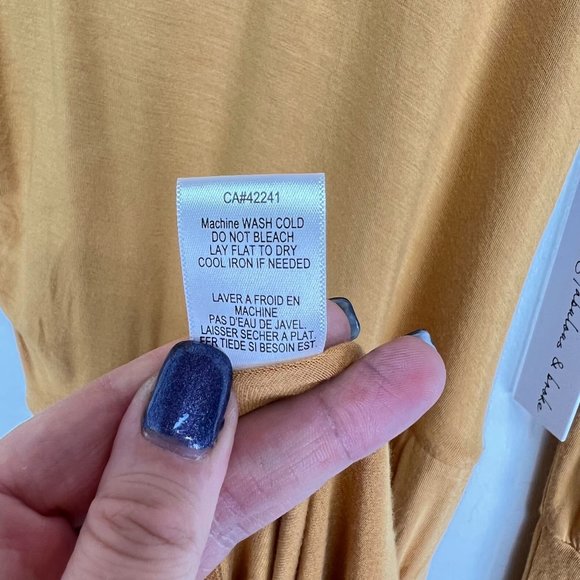 CA#42241
Machine WASH COLD
DO NOT BLEACH
LAY FLAT TO DRY
COOL IRON IF NEEDED
LAVER A FROID EN
MACHINE
PAS D'EAU DE JAVEL.
LAISSER SECHER A PLAT.
FER TIEDE SI BESOIN EST.